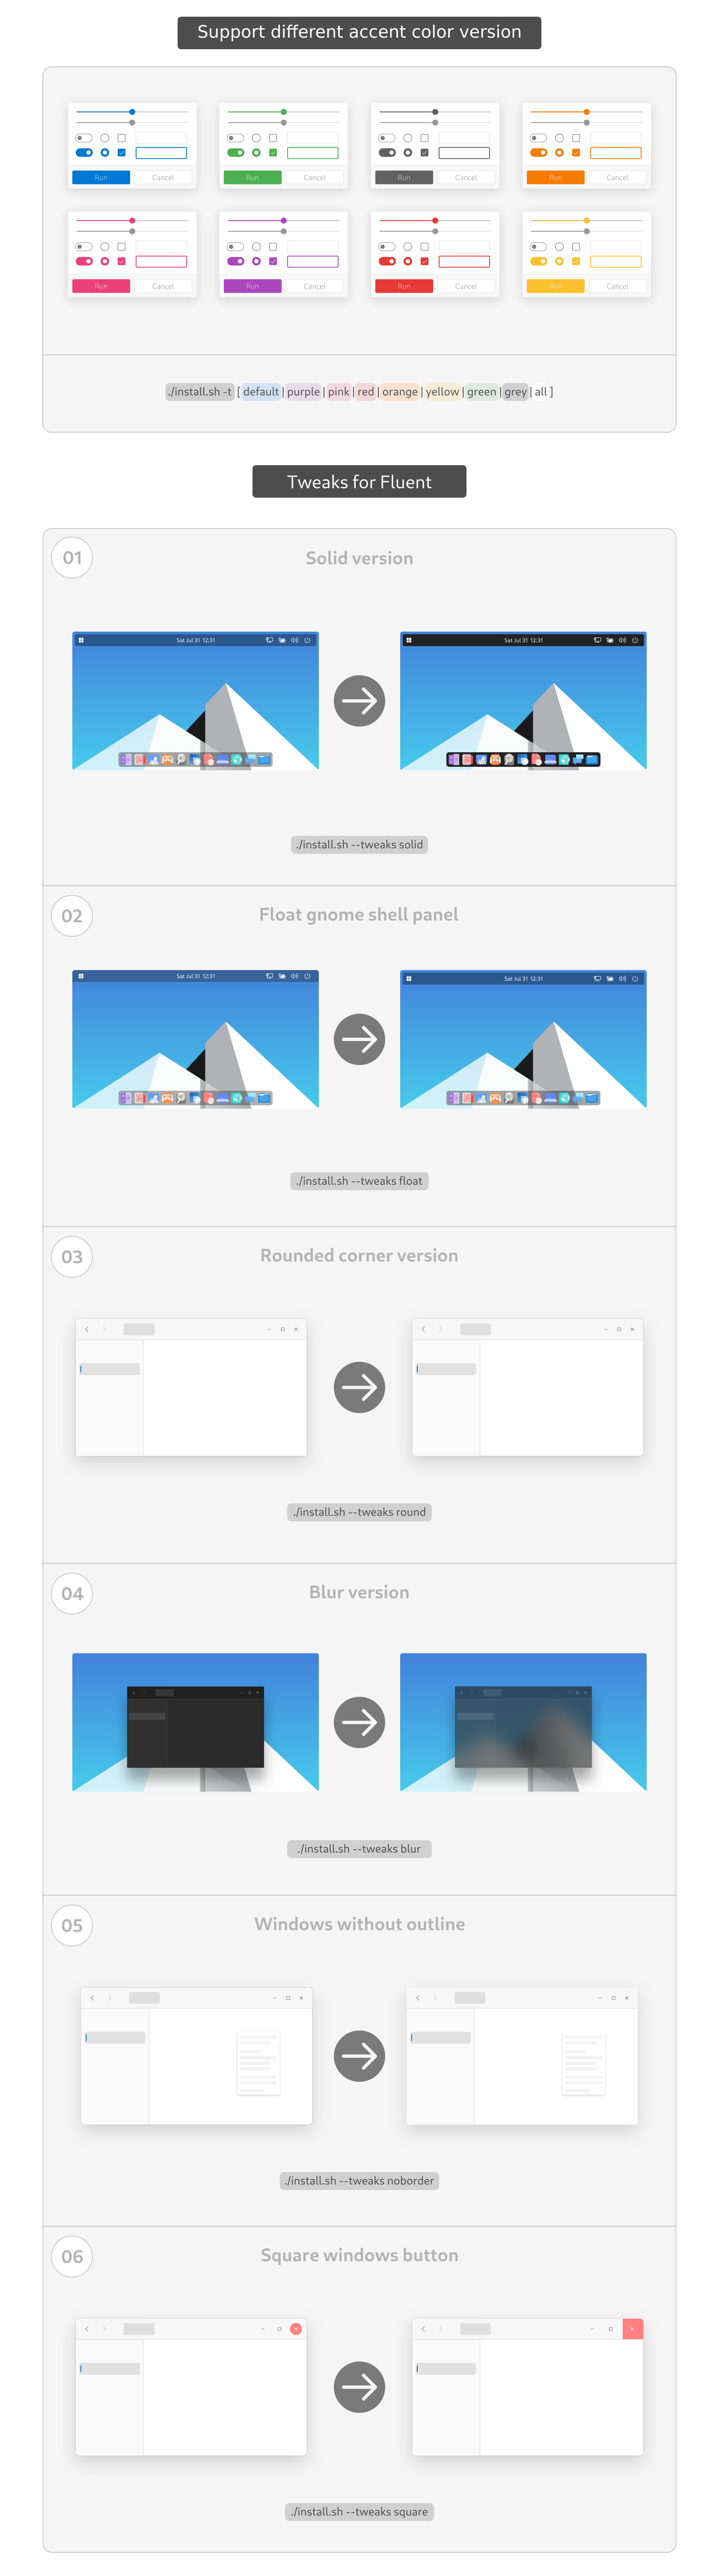 Support different accent color version
Run Cancel Run Cancel Run Cancel Run Cancel
Run Cancel Run Cancel Run Cancel Run Cancel
./install.sh -t [ default | purple | pink | red | orange | yellow | green | grey | all ]
Tweaks for Fluent
01
Solid version
Sat Jul 31 12:31
Sat Jul 31 12:31
./install.sh --tweaks solid
02
Float gnome shell panel
Sat Jul 31 12:31
Sat Jul 31 12:31
./install.sh --tweaks float
03
Rounded corner version
./install.sh --tweaks round
04
Blur version
./install.sh --tweaks blur
05
Windows without outline
./install.sh --tweaks noborder
06
Square windows button
./install.sh --tweaks square